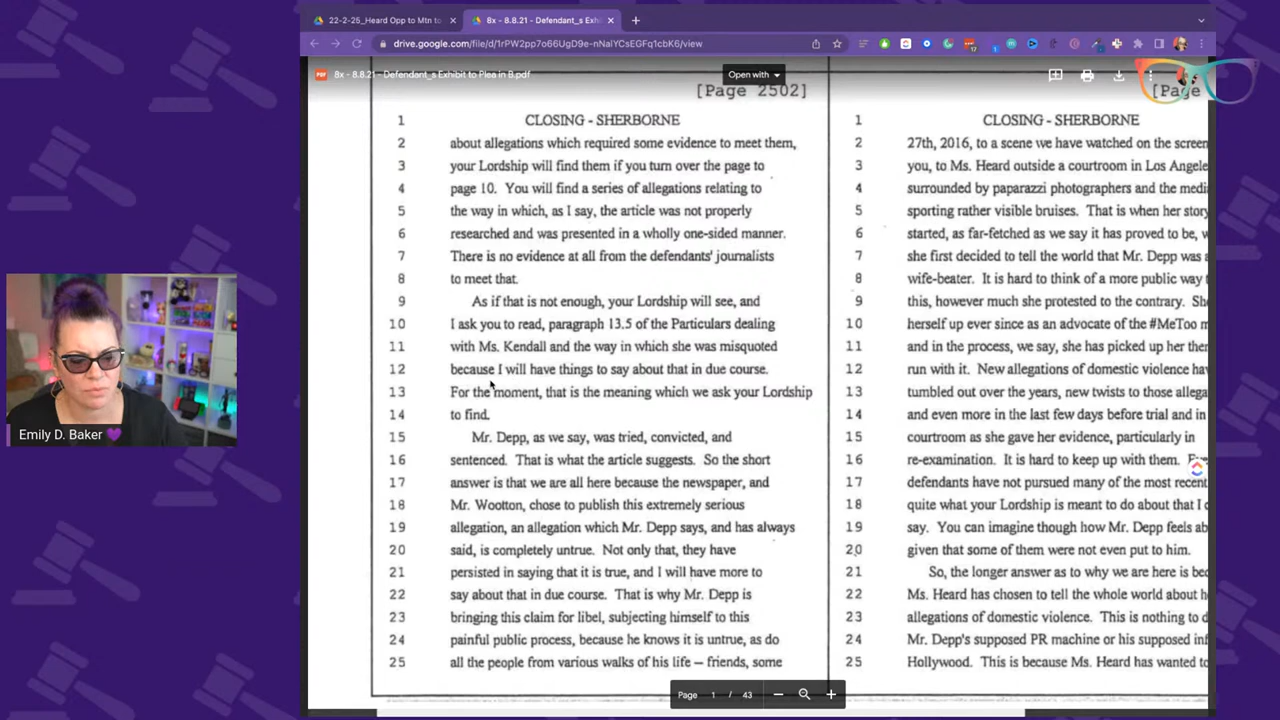 22-2-25_Heard Opp to Mtn to
8x - 8.8.21 - Defendant_s Exhi
drive.google.com/file/d/1rPW2pp7o66UgD9e-nNalYCsEGFq1cbK6/view
8x - 8.8.21 - Defendant_s Exhibit to Plea in B.pdf
Open with
[Page 2502]
1 CLOSING - SHERBORNE
2 about allegations which required some evidence to meet them,
3 your Lordship will find them if you turn over the page to
4 page 10. You will find a series of allegations relating to
5 the way in which, as I say, the article was not properly
6 researched and was presented in a wholly one-sided manner.
7 There is no evidence at all from the defendants' journalists
8 to meet that.
9 As if that is not enough, your Lordship will see, and
10 I ask you to read, paragraph 13.5 of the Particulars dealing
11 with Ms. Kendall and the way in which she was misquoted
12 because I will have things to say about that in due course.
13 For the moment, that is the meaning which we ask your Lordship
14 to find.
15 Mr. Depp, as we say, was tried, convicted, and
16 sentenced. That is what the article suggests. So the short
17 answer is that we are all here because the newspaper, and
18 Mr. Wootton, chose to publish this extremely serious
19 allegation, an allegation which Mr. Depp says, and has always
20 said, is completely untrue. Not only that, they have
21 persisted in saying that it is true, and I will have more to
22 say about that in due course. That is why Mr. Depp is
23 bringing this claim for libel, subjecting himself to this
24 painful public process, because he knows it is untrue, as do
25 all the people from various walks of his life – friends, some
[Page
1 CLOSING - SHERBORNE
2 27th, 2016, to a scene we have watched on the screen
3 you, to Ms. Heard outside a courtroom in Los Angele
4 surrounded by paparazzi photographers and the medi
5 sporting rather visible bruises. That is when her story
6 started, as far-fetched as we say it has proved to be, w
7 she first decided to tell the world that Mr. Depp was a
8 wife-beater. It is hard to think of a more public way
9 this, however much she protested to the contrary. Sh
10 herself up ever since as an advocate of the #MeToo m
11 and in the process, we say, she has picked up her then
12 run with it. New allegations of domestic violence hav
13 tumbled out over the years, new twists to those allega
14 and even more in the last few days before trial and in
15 courtroom as she gave her evidence, particularly in
16 re-examination. It is hard to keep up with them.
17 defendants have not pursued many of the most recent
18 quite what your Lordship is meant to do about that I c
19 say. You can imagine though how Mr. Depp feels ab
20 given that some of them were not even put to him.
21 So, the longer answer as to why we are here is bec
22 Ms. Heard has chosen to tell the whole world about h
23 allegations of domestic violence. This is nothing to d
24 Mr. Depp's supposed PR machine or his supposed inf
25 Hollywood. This is because Ms. Heard has wanted to
Page 1 / 43
Emily D. Baker 💜